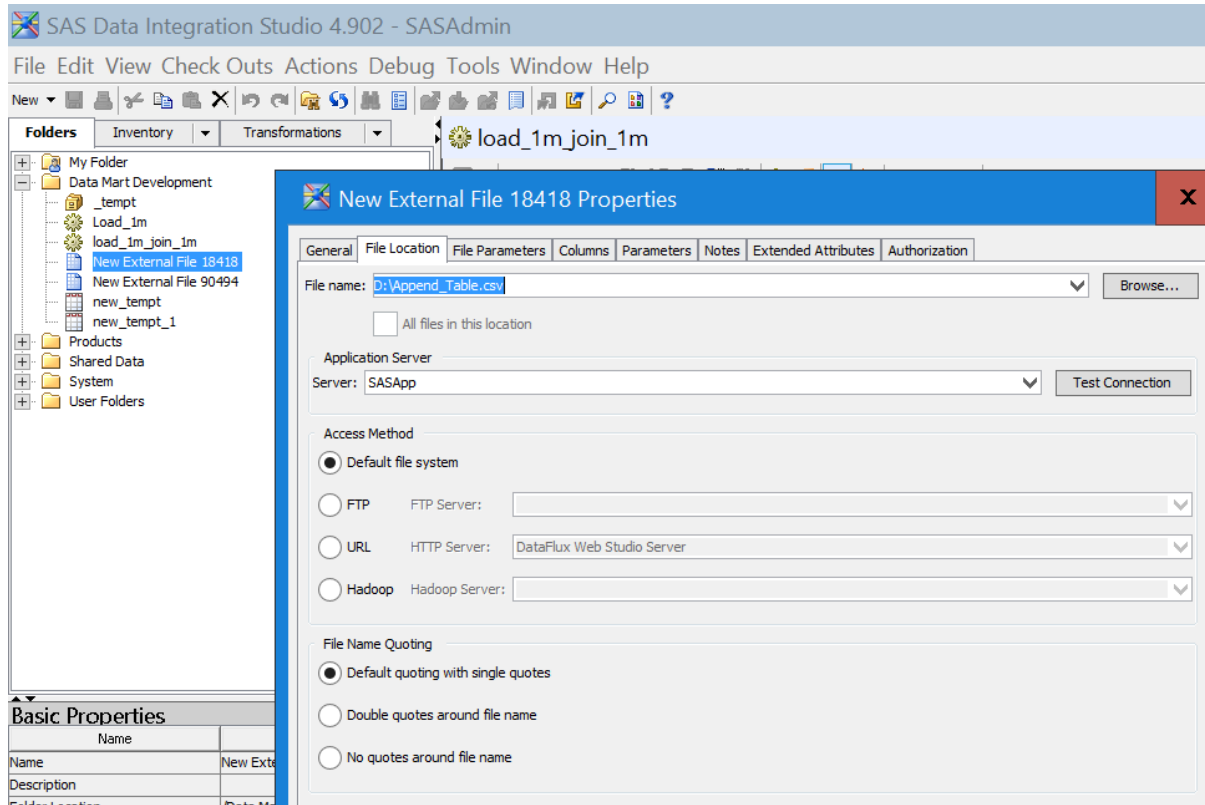 SAS Data Integration Studio 4.902 - SASAdmin
File Edit View Check Outs Actions Debug Tools Window Help
New
Folders Inventory Transformations
load_1m_join_1m
My Folder
Data Mart Development
_tempt
Load_1m
load_1m_join_1m
New External File 18418
New External File 90494
new_tempt
new_tempt_1
Products
Shared Data
System
User Folders
New External File 18418 Properties
X
General File Location File Parameters Columns Parameters Notes Extended Attributes Authorization
File name: D:\Append_Table.csv Browse...
All files in this location
Application Server
Server: SASApp Test Connection
Access Method
Default file system
FTP FTP Server:
URL HTTP Server: DataFlux Web Studio Server
Hadoop Hadoop Server:
File Name Quoting
Default quoting with single quotes
Double quotes around file name
No quotes around file name
Basic Properties
Name
Name New Exte
Description